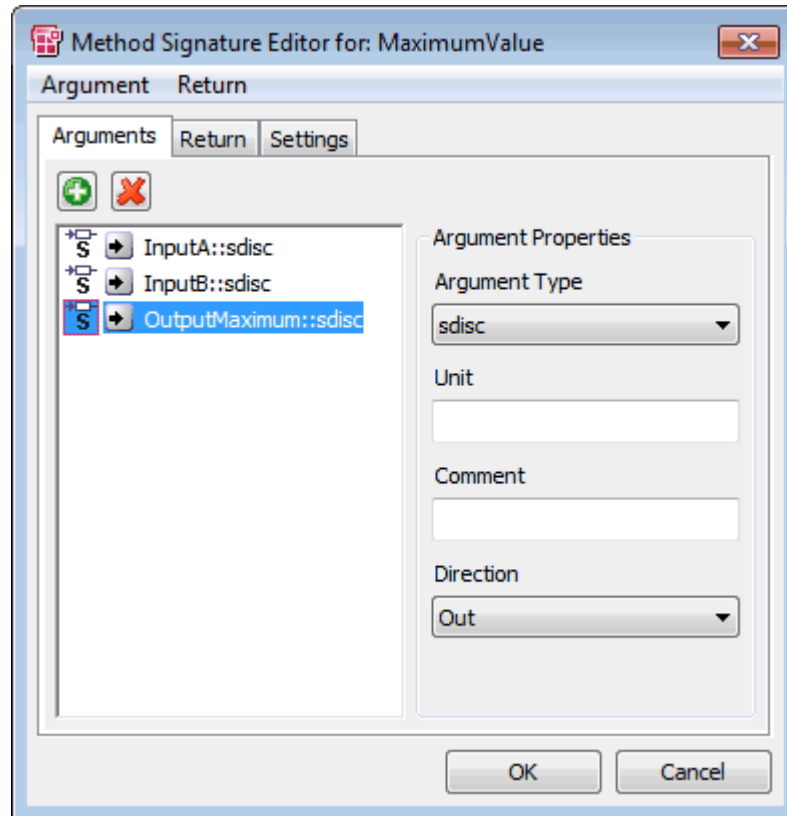 Method Signature Editor for: MaximumValue
Argument Return
Arguments Return Settings
S InputA::sdisc
S InputB::sdisc
S OutputMaximum::sdisc
Argument Properties
Argument Type
sdisc
Unit
Comment
Direction
Out
OK Cancel